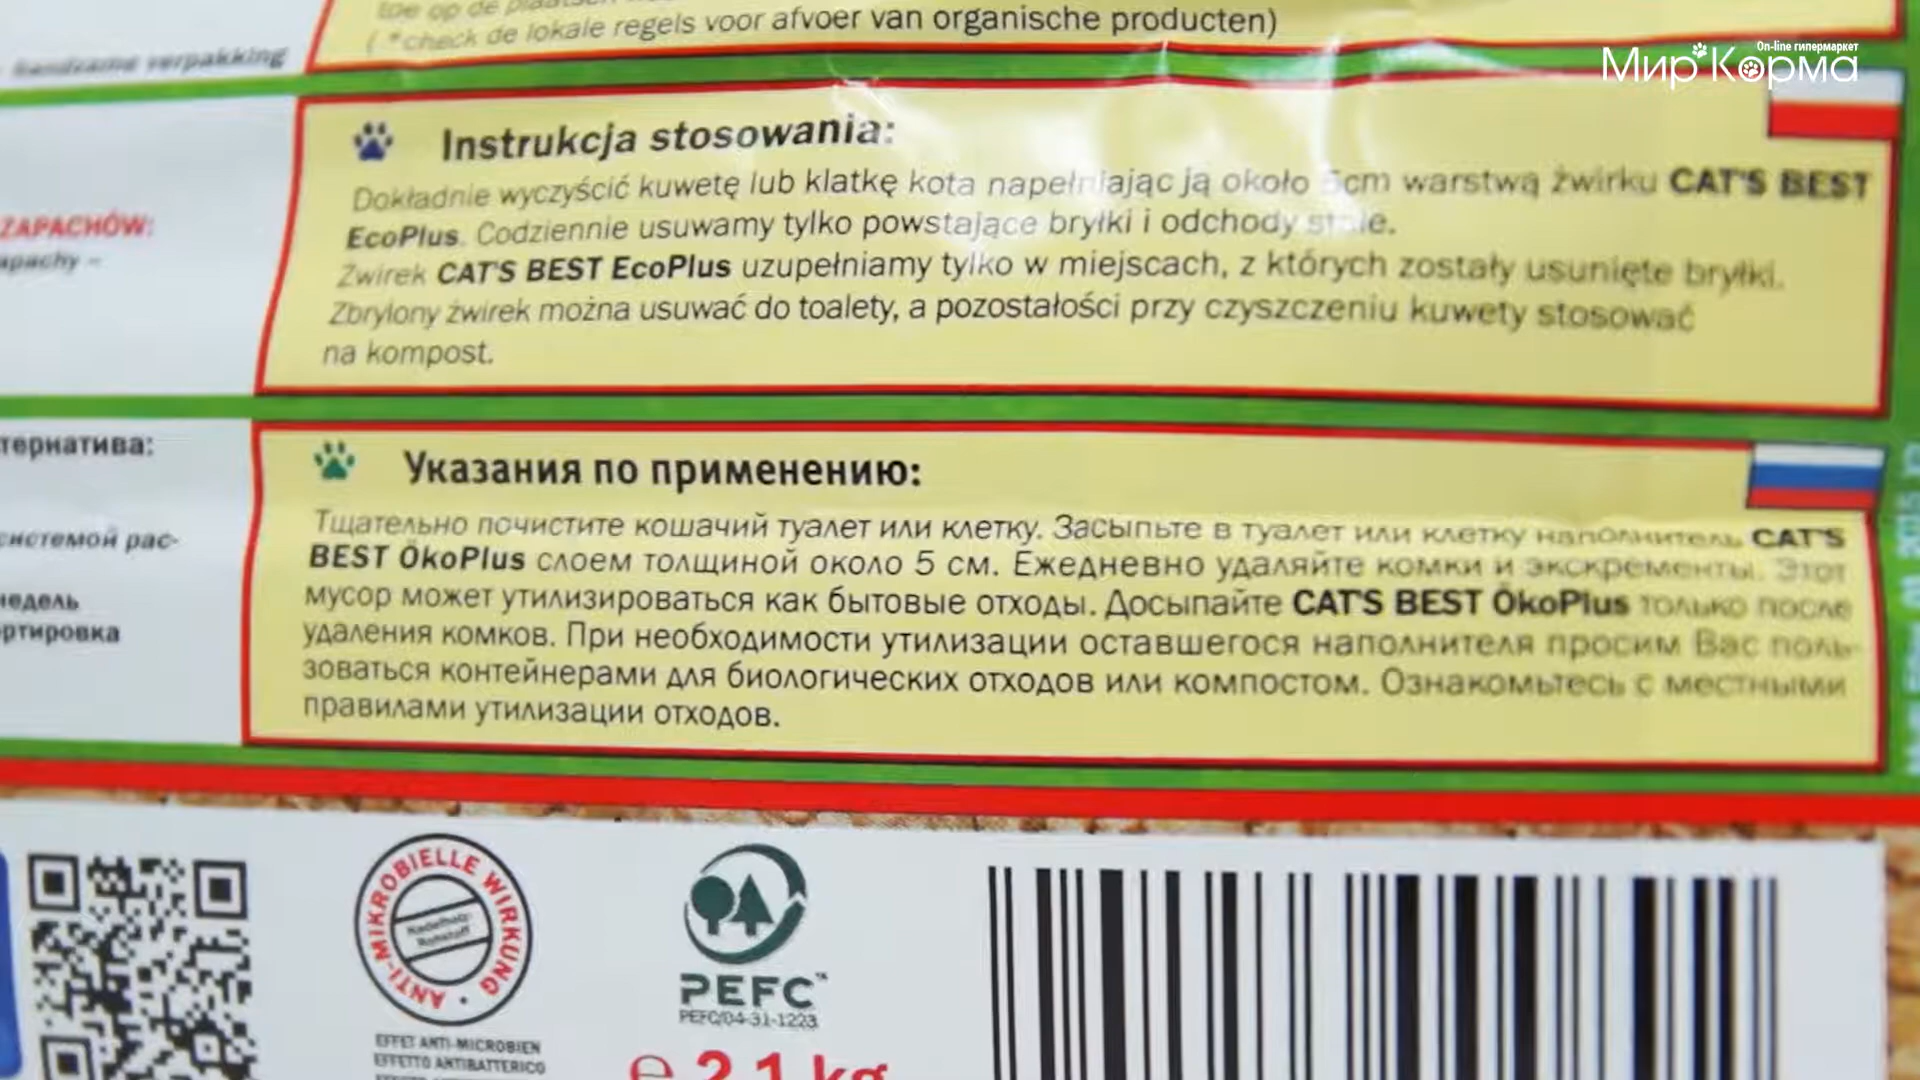 toe op de
( *check de lokale regels voor afvoer van organische producten)
handzame verpakking
On-line гипермаркет
Мир Корма
Instrukcja stosowania:
Dokładnie wyczyścić kuwetę lub klatkę kota napełniając ją około 5cm warstwą żwirku CAT'S BEST
EcoPlus. Codziennie usuwamy tylko powstające bryłki i odchody stałe.
Żwirek CAT'S BEST EcoPlus uzupełniamy tylko w miejscach, z których zostały usunięte bryłki.
Zbrylony żwirek można usuwać do toalety, a pozostałości przy czyszczeniu kuwety stosować
na kompost.
ZAPACHÓW:
apachy –
тернатива:
системой рас-
недель
ртировка
Указания по применению:
Тщательно почистите кошачий туалет или клетку. Засыпьте в туалет или клетку наполнитель CAT'S
BEST ÖkoPlus слоем толщиной около 5 см. Ежедневно удаляйте комки и экскременты. Этот
мусор может утилизироваться как бытовые отходы. Досыпайте CAT'S BEST ÖkoPlus только после
удаления комков. При необходимости утилизации оставшегося наполнителя просим Вас поль-
зоваться контейнерами для биологических отходов или компостом. Ознакомьтесь с местными
правилами утилизации отходов.
ANTI-MIKROBIELLE WIRKUNG
Nadelholz-
Rohstoff
EFFET ANTI-MICROBIEN
EFFETTO ANTIBATTERICO
PEFC™
PEFC/04-31-1223
e 2,1 kg